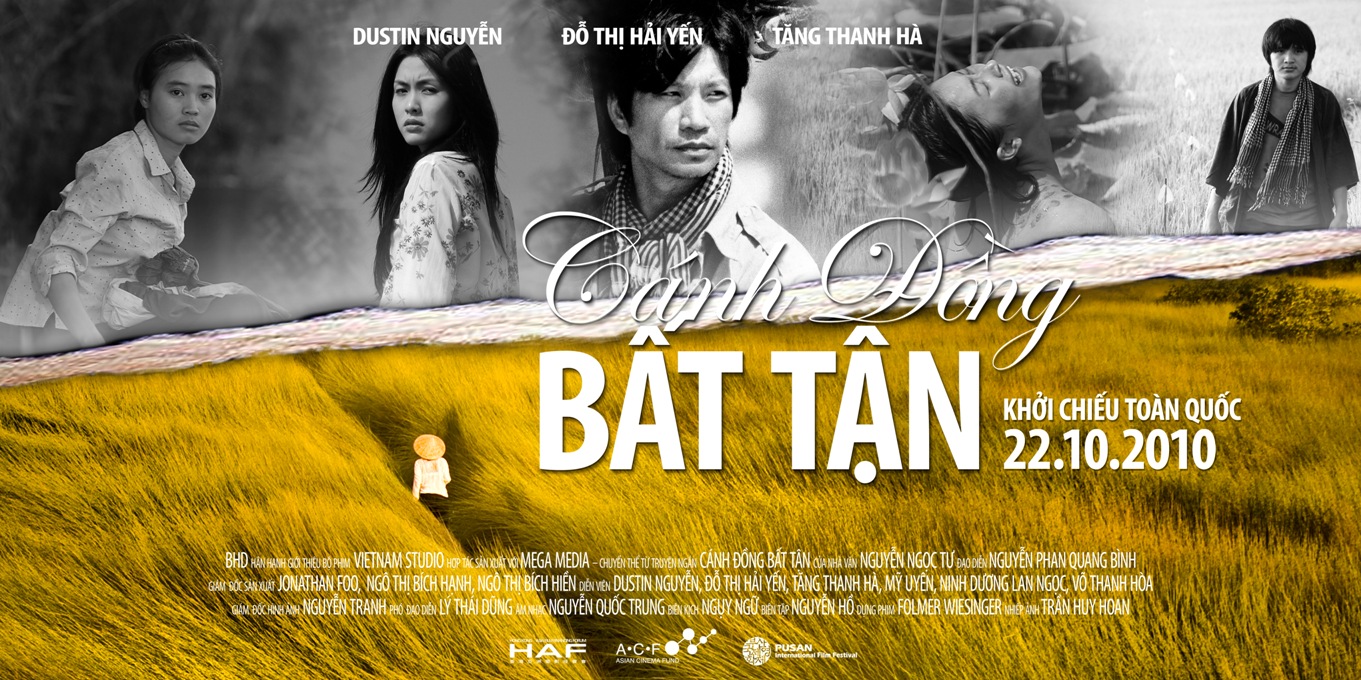 DUSTIN NGUYỄN ĐỖ THỊ HẢI YẾN TĂNG THANH HÀ
Cánh Đồng
BẤT TẬN
KHỞI CHIẾU TOÀN QUỐC
22.10.2010
BHD HÂN HẠNH GIỚI THIỆU BỘ PHIM VIETNAM STUDIO HỢP TÁC SẢN XUẤT VỚI MEGA MEDIA – CHUYỂN THỂ TỪ TRUYỆN NGẮN CÁNH ĐỒNG BẤT TẬN CỦA NHÀ VĂN NGUYỄN NGỌC TƯ ĐẠO DIỄN NGUYỄN PHAN QUANG BÌNH
GIÁM ĐỐC SẢN XUẤT JONATHAN FOO, NGÔ THỊ BÍCH HẠNH, NGÔ THỊ BÍCH HIỀN DIỄN VIÊN DUSTIN NGUYỄN, ĐỖ THỊ HẢI YẾN, TĂNG THANH HÀ, MỸ UYÊN, NINH DƯƠNG LAN NGỌC, VÕ THANH HÒA
GIÁM ĐỐC HÌNH ẢNH NGUYỄN TRANH PHÓ ĐẠO DIỄN LÝ THÁI DŨNG ÂM NHẠC NGUYỄN QUỐC TRUNG BIÊN KỊCH NGỤY NGỮ BIÊN TẬP NGUYỄN HỒ DỰNG PHIM FOLMER WIESINGER NHIẾP ẢNH TRẦN HUY HOAN
HAF
A·C·F
ASIAN CINEMA FUND
PUSAN
International Film Festival